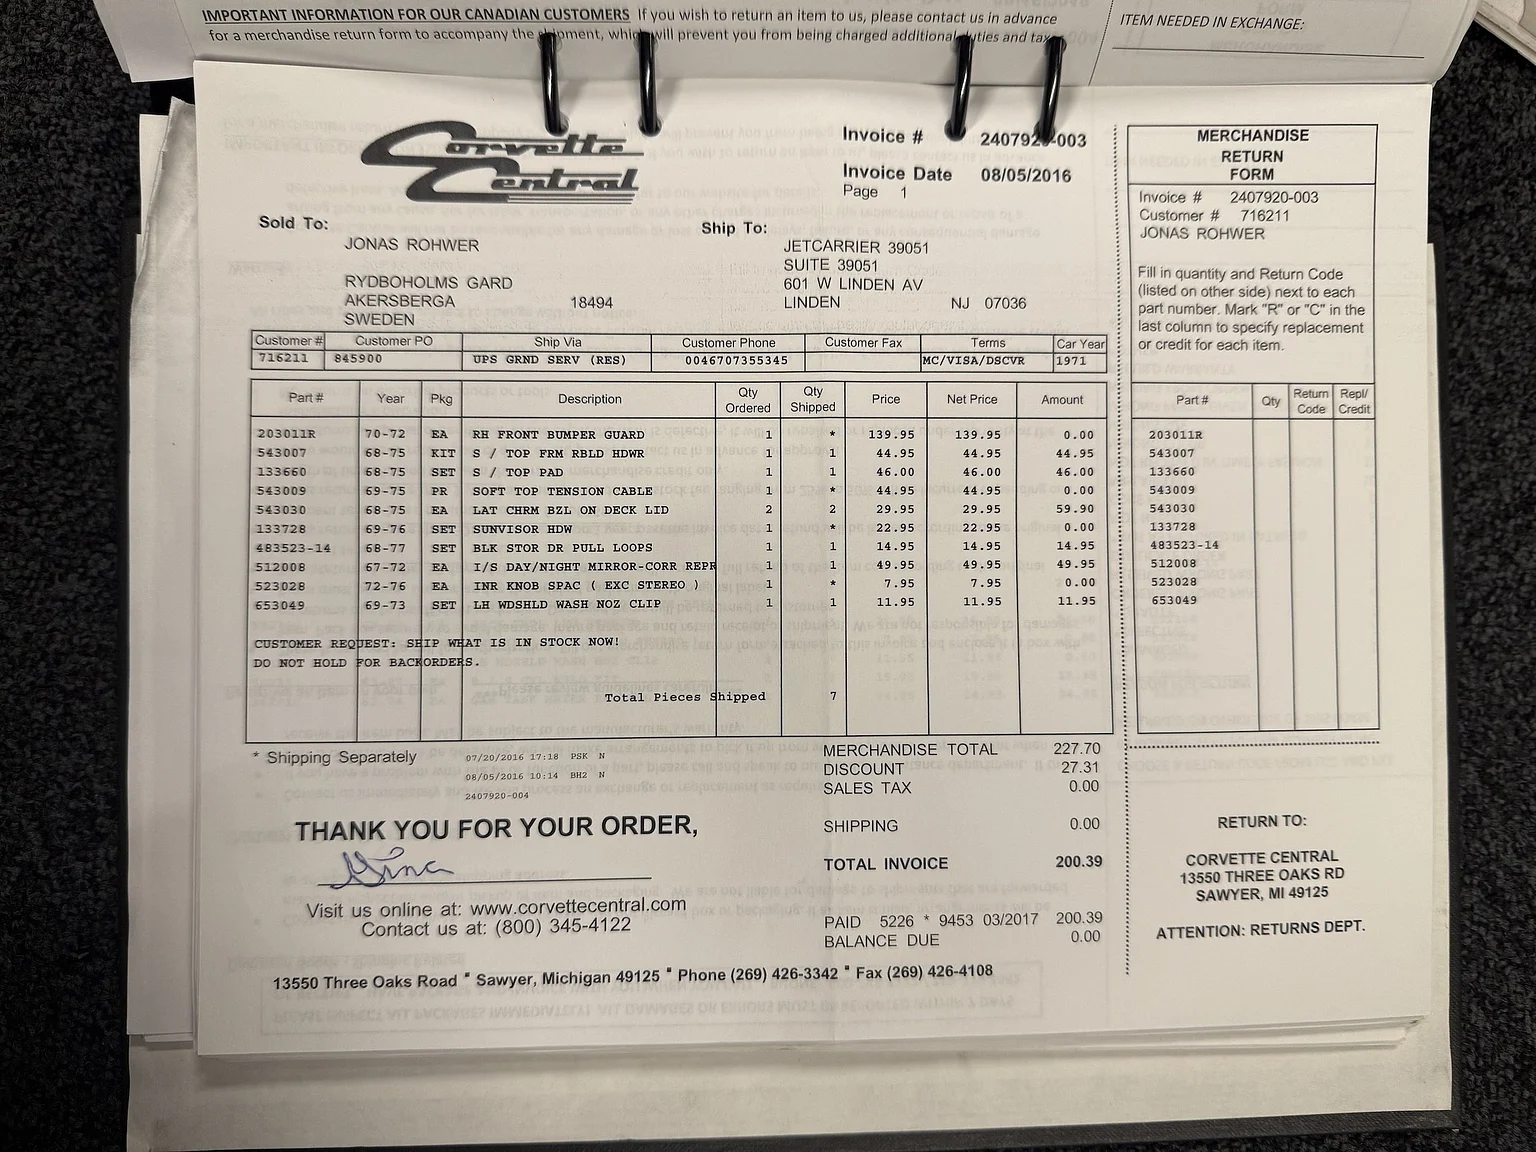 IMPORTANT INFORMATION FOR OUR CANADIAN CUSTOMERS If you wish to return an item to us, please contact us in advance
for a merchandise return form to accompany the shipment, which will prevent you from being charged additional duties and tax
ITEM NEEDED IN EXCHANGE:
Corvette
Central
Invoice # 2407920-003
Invoice Date 08/05/2016
Page 1
Sold To:
JONAS ROHWER
RYDBOHOLMS GARD
AKERSBERGA 18494
SWEDEN
Ship To:
JETCARRIER 39051
SUITE 39051
601 W LINDEN AV
LINDEN NJ 07036
Customer # Customer PO Ship Via Customer Phone Customer Fax Terms Car Year
716211 845900 UPS GRND SERV (RES) 0046707355345 MC/VISA/DSCVR 1971
Part # Year Pkg Description Qty Ordered Qty Shipped Price Net Price Amount
203011R 70-72 EA RH FRONT BUMPER GUARD 1 * 139.95 139.95 0.00
543007 68-75 KIT S / TOP FRM RBLD HDWR 1 1 44.95 44.95 44.95
133660 68-75 SET S / TOP PAD 1 1 46.00 46.00 46.00
543009 69-75 PR SOFT TOP TENSION CABLE 1 * 44.95 44.95 0.00
543030 68-75 EA LAT CHRM BZL ON DECK LID 2 2 29.95 29.95 59.90
133728 69-76 SET SUNVISOR HDW 1 * 22.95 22.95 0.00
483523-14 68-77 SET BLK STOR DR PULL LOOPS 1 1 14.95 14.95 14.95
512008 67-72 EA I/S DAY/NIGHT MIRROR-CORR REPR 1 1 49.95 49.95 49.95
523028 72-76 EA INR KNOB SPAC ( EXC STEREO ) 1 * 7.95 7.95 0.00
653049 69-73 SET LH WDSHLD WASH NOZ CLIP 1 1 11.95 11.95 11.95
CUSTOMER REQUEST: SHIP WHAT IS IN STOCK NOW!
DO NOT HOLD FOR BACKORDERS.
Total Pieces Shipped 7
* Shipping Separately
07/20/2016 17:18 PSK N
08/05/2016 10:14 BH2 N
2407920-004
MERCHANDISE TOTAL 227.70
DISCOUNT 27.31
SALES TAX 0.00
SHIPPING 0.00
TOTAL INVOICE 200.39
PAID 5226 * 9453 03/2017 200.39
BALANCE DUE 0.00
THANK YOU FOR YOUR ORDER,
Gina
Visit us online at: www.corvettecentral.com
Contact us at: (800) 345-4122
13550 Three Oaks Road * Sawyer, Michigan 49125 * Phone (269) 426-3342 * Fax (269) 426-4108
MERCHANDISE
RETURN
FORM
Invoice # 2407920-003
Customer # 716211
JONAS ROHWER
Fill in quantity and Return Code
(listed on other side) next to each
part number. Mark "R" or "C" in the
last column to specify replacement
or credit for each item.
Part # Qty Return Code Repl/ Credit
203011R
543007
133660
543009
543030
133728
483523-14
512008
523028
653049
RETURN TO:
CORVETTE CENTRAL
13550 THREE OAKS RD
SAWYER, MI 49125
ATTENTION: RETURNS DEPT.